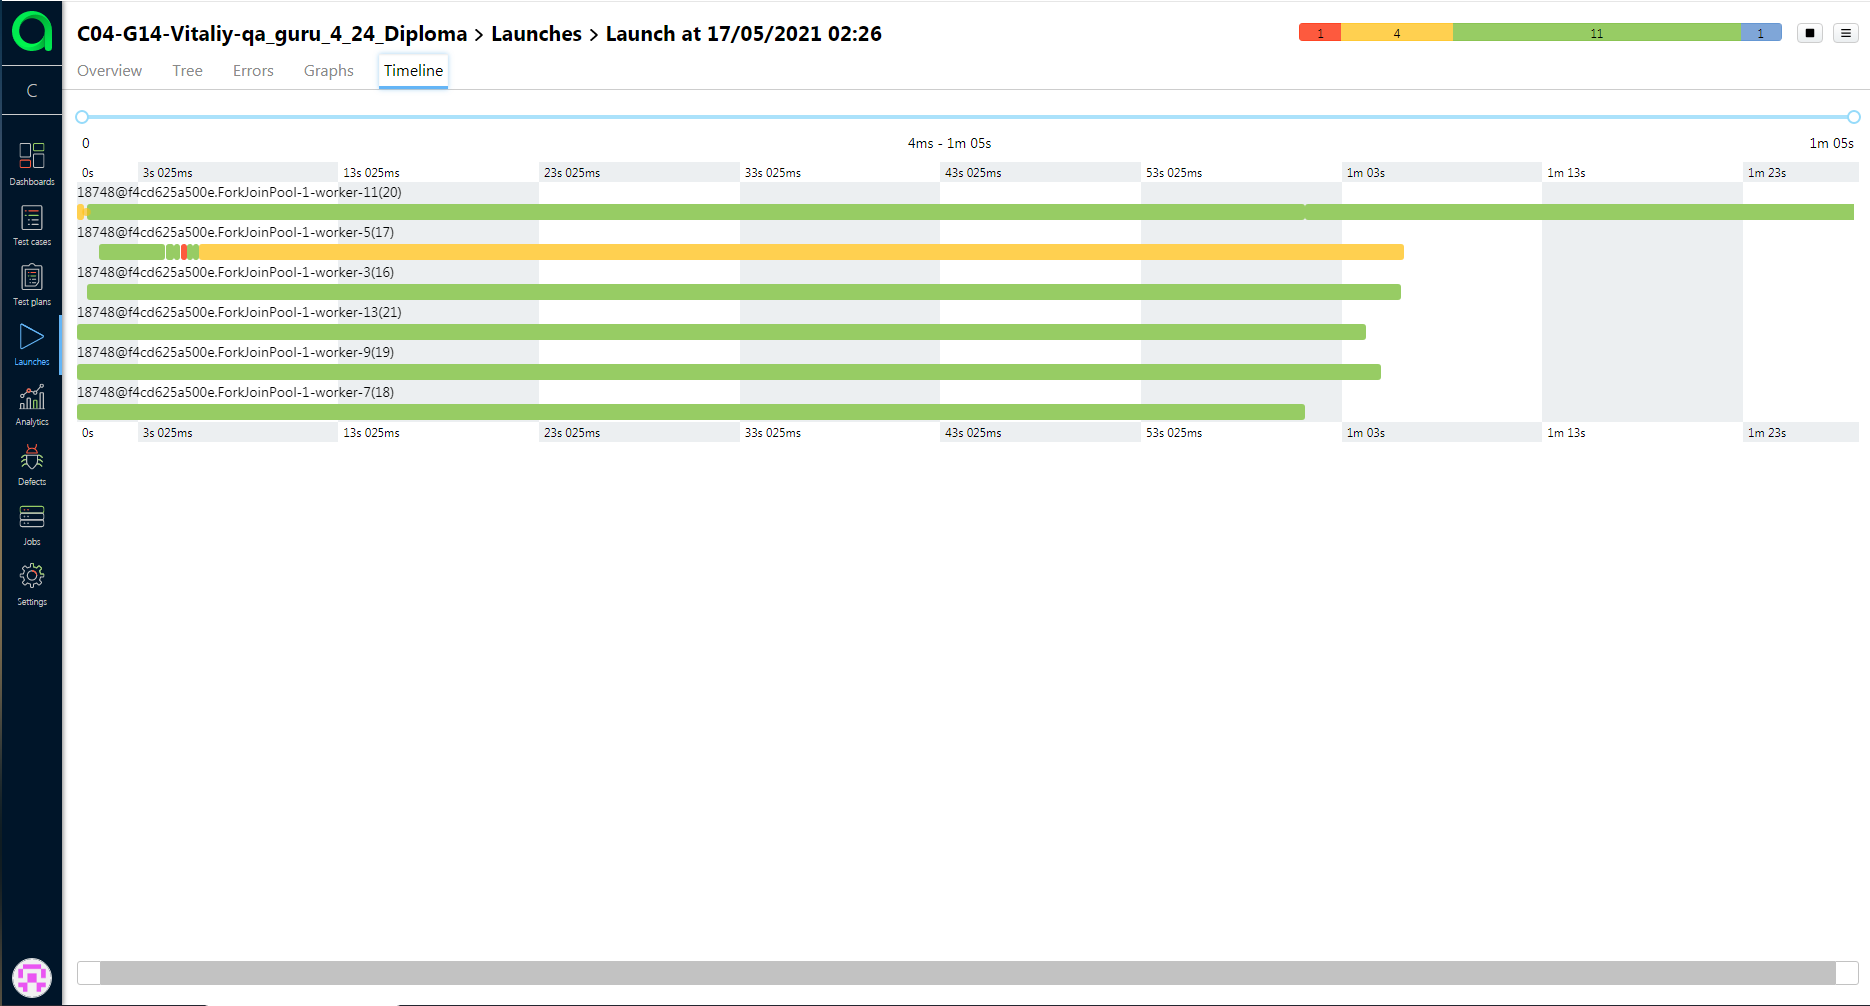 C04-G14-Vitaliy-qa_guru_4_24_Diploma > Launches > Launch at 17/05/2021 02:26
1 4 11 1
C
Overview Tree Errors Graphs Timeline
0 4ms - 1m 05s 1m 05s
0s 3s 025ms 13s 025ms 23s 025ms 33s 025ms 43s 025ms 53s 025ms 1m 03s 1m 13s 1m 23s
18748@f4cd625a500e.ForkJoinPool-1-worker-11(20)
18748@f4cd625a500e.ForkJoinPool-1-worker-5(17)
18748@f4cd625a500e.ForkJoinPool-1-worker-3(16)
18748@f4cd625a500e.ForkJoinPool-1-worker-13(21)
18748@f4cd625a500e.ForkJoinPool-1-worker-9(19)
18748@f4cd625a500e.ForkJoinPool-1-worker-7(18)
0s 3s 025ms 13s 025ms 23s 025ms 33s 025ms 43s 025ms 53s 025ms 1m 03s 1m 13s 1m 23s
Dashboards
Test cases
Test plans
Launches
Analytics
Defects
Jobs
Settings